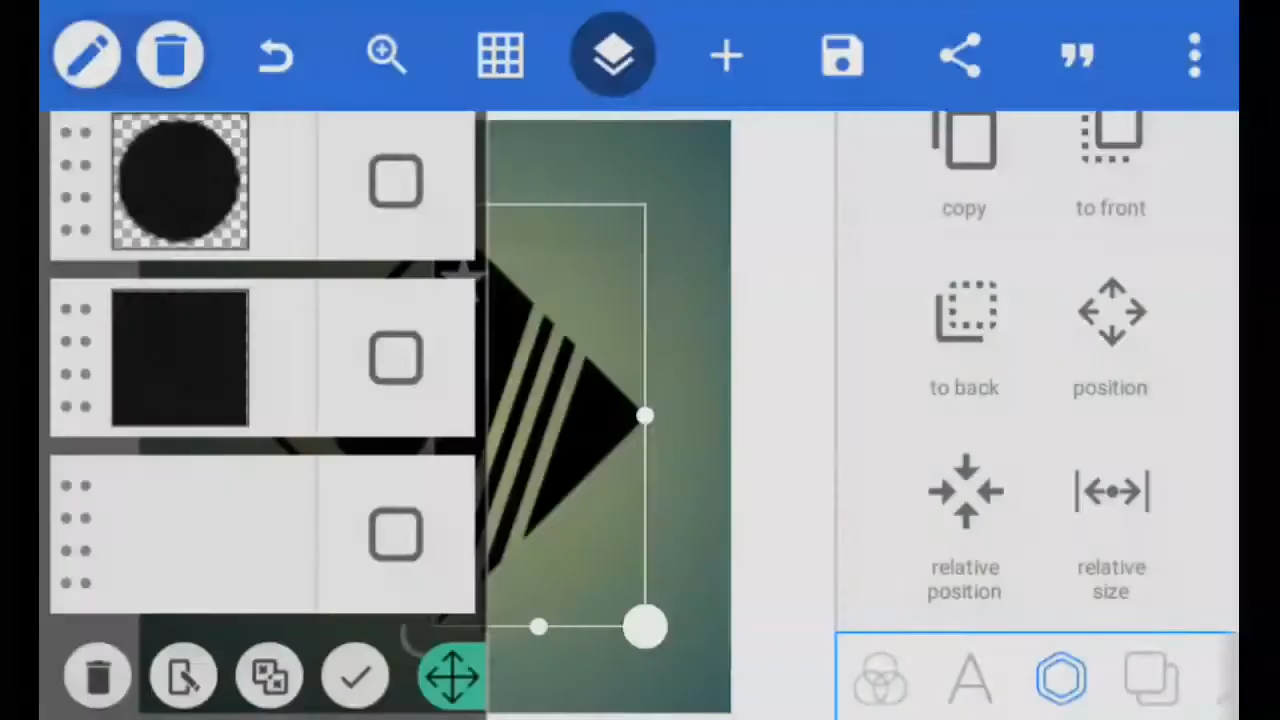 copy
to front
to back
position
relative
position
relative
size